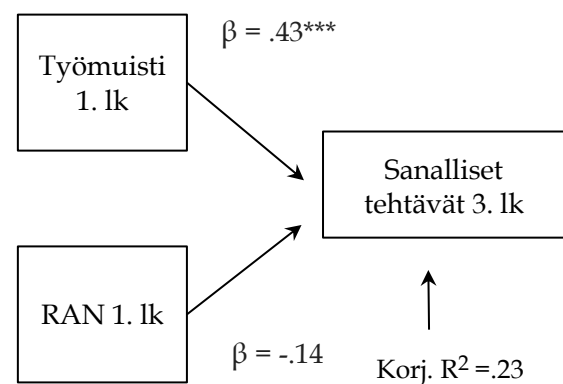 β = .43***
Työmuisti
1. lk
Sanalliset
tehtävät 3. lk
RAN 1. lk
β = -.14
Korj. R² =.23